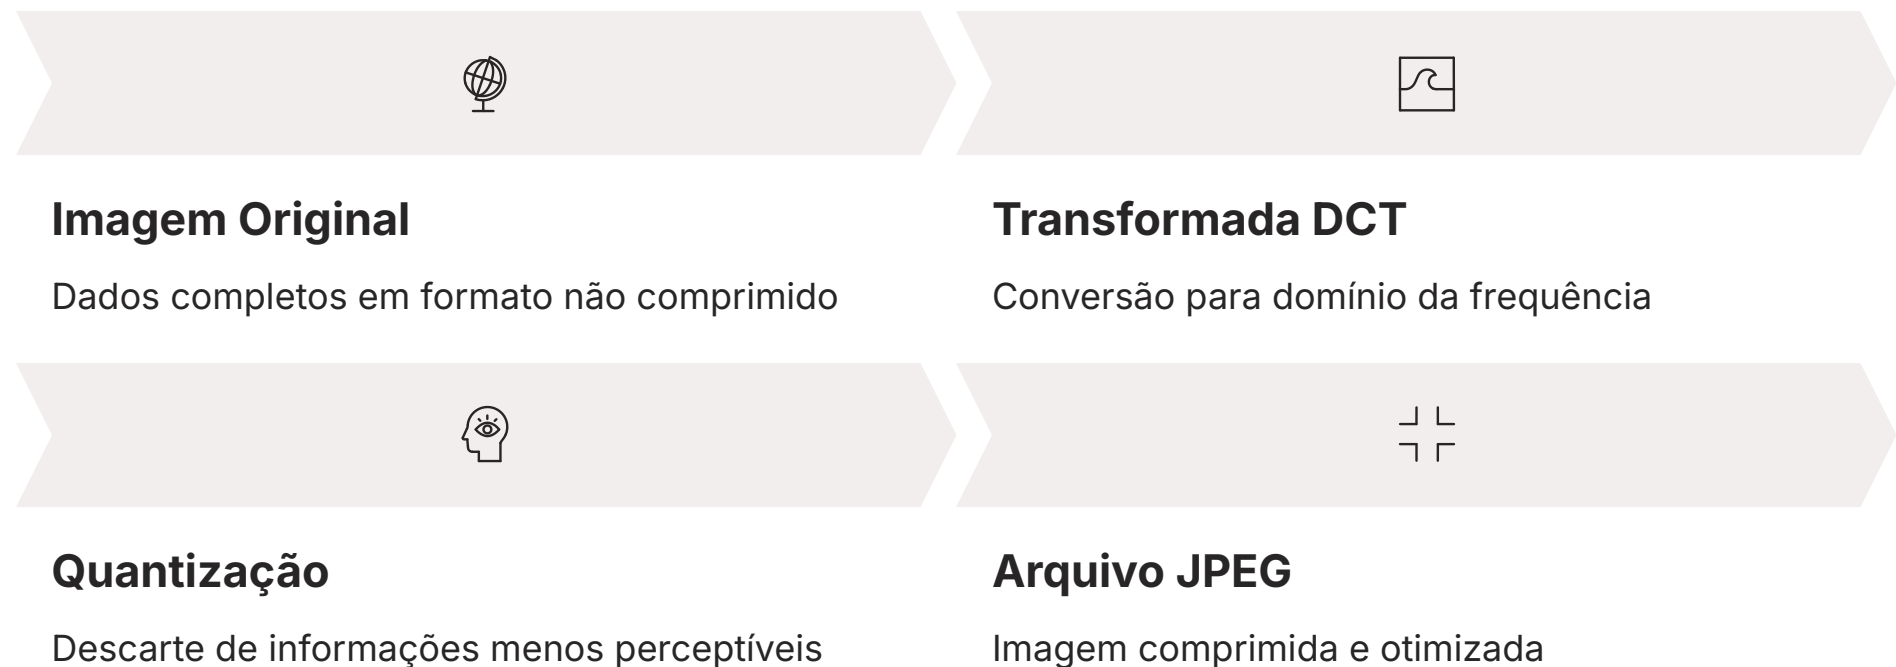 Imagem Original
Dados completos em formato não comprimido
Transformada DCT
Conversão para domínio da frequência
Quantização
Descarte de informações menos perceptíveis
Arquivo JPEG
Imagem comprimida e otimizada